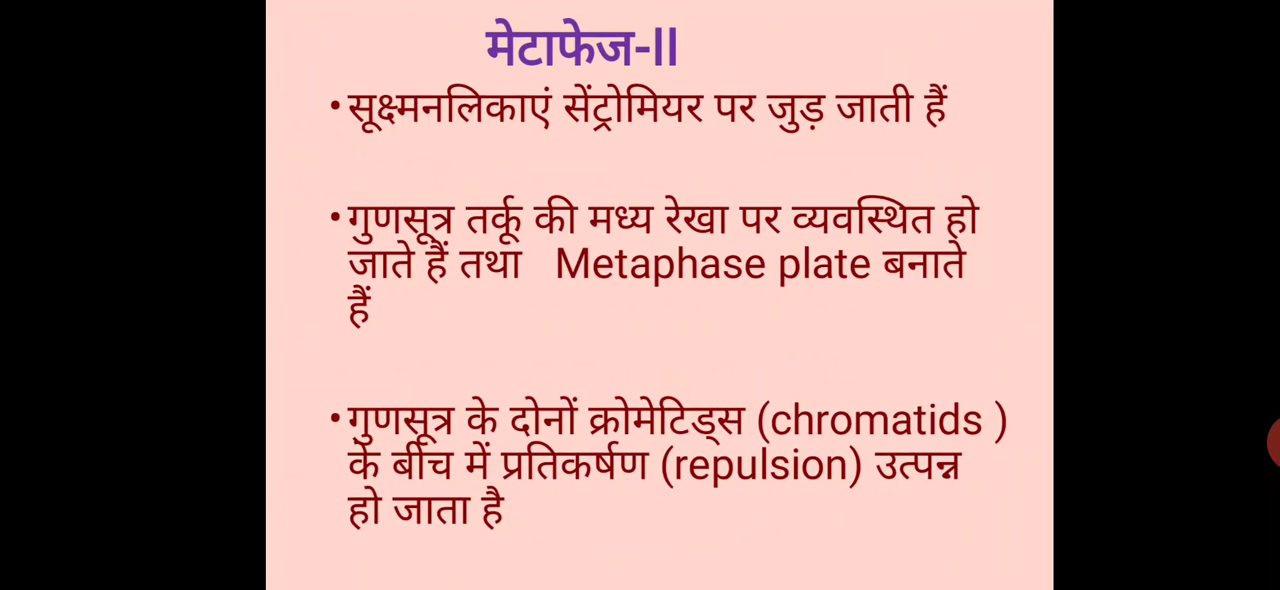 मेटाफेज-II
•सूक्ष्मनलिकाएं सेंट्रोमियर पर जुड़ जाती हैं
•गुणसूत्र तर्कू की मध्य रेखा पर व्यवस्थित हो
जाते हैं तथा Metaphase plate बनाते
हैं
•गुणसूत्र के दोनों क्रोमेटिड्स (chromatids )
के बीच में प्रतिकर्षण (repulsion) उत्पन्न
हो जाता है